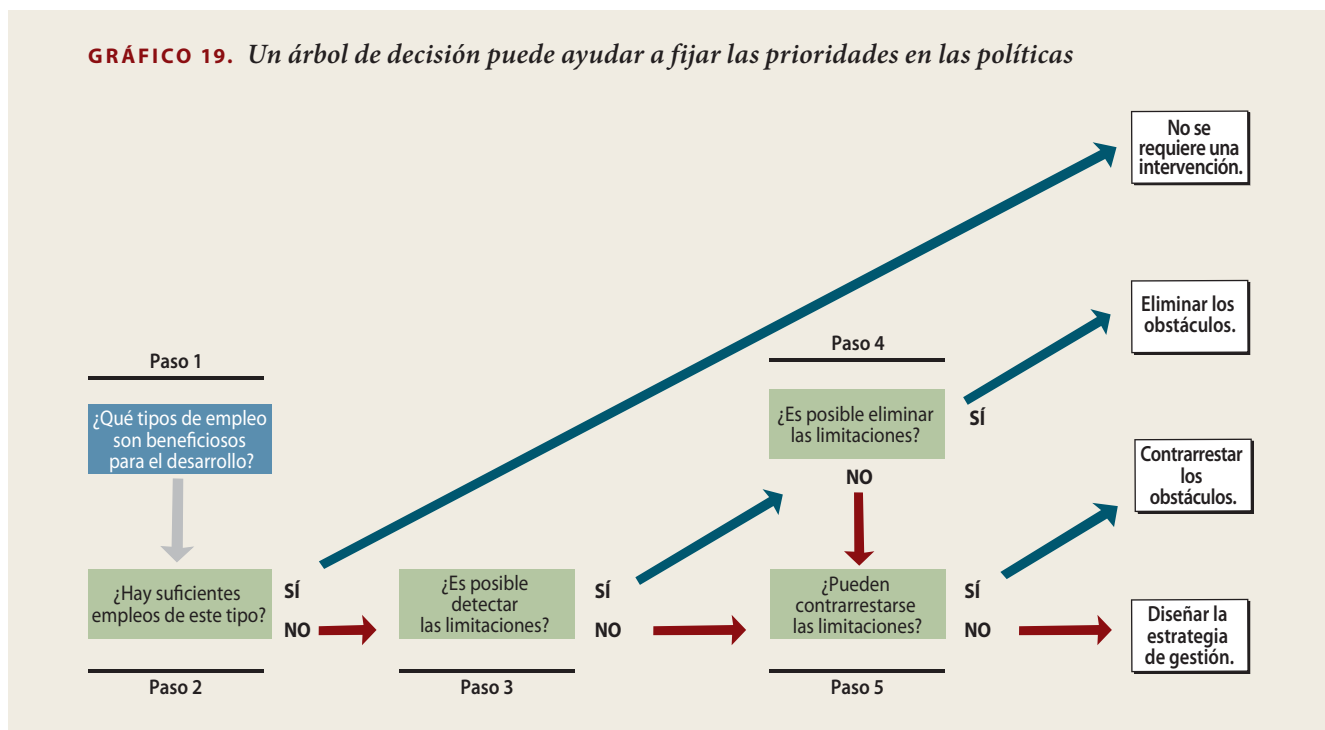 GRÁFICO 19. Un árbol de decisión puede ayudar a fijar las prioridades en las políticas
No se
requiere una
intervención.
Eliminar los
obstáculos.
Paso 1
¿Qué tipos de empleo
son beneficiosos
para el desarrollo?
Paso 4
¿Es posible eliminar
las limitaciones?
SÍ
NO
Contrarrestar
los
obstáculos.
¿Hay suficientes
empleos de este tipo?
SÍ
NO
Paso 2
¿Es posible
detectar
las limitaciones?
SÍ
NO
Paso 3
¿Pueden
contrarrestarse
las limitaciones?
SÍ
NO
Paso 5
Diseñar la
estrategia
de gestión.